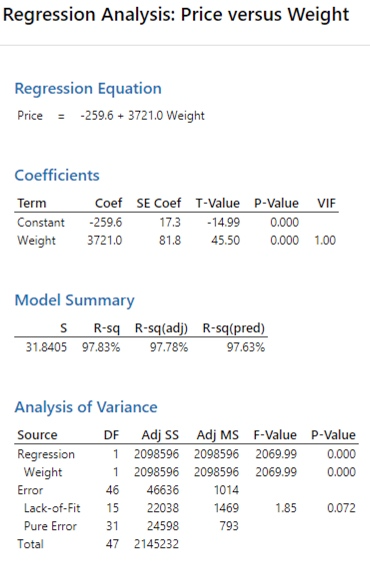 Regression Analysis: Price versus Weight
Regression Equation
Price = -259.6 + 3721.0 Weight
Coefficients
Term Coef SE Coef T-Value P-Value VIF
Constant -259.6 17.3 -14.99 0.000
Weight 3721.0 81.8 45.50 0.000 1.00
Model Summary
S R-sq R-sq(adj) R-sq(pred)
31.8405 97.83% 97.78% 97.63%
Analysis of Variance
Source DF Adj SS Adj MS F-Value P-Value
Regression 1 2098596 2098596 2069.99 0.000
Weight 1 2098596 2098596 2069.99 0.000
Error 46 46636 1014
Lack-of-Fit 15 22038 1469 1.85 0.072
Pure Error 31 24598 793
Total 47 2145232